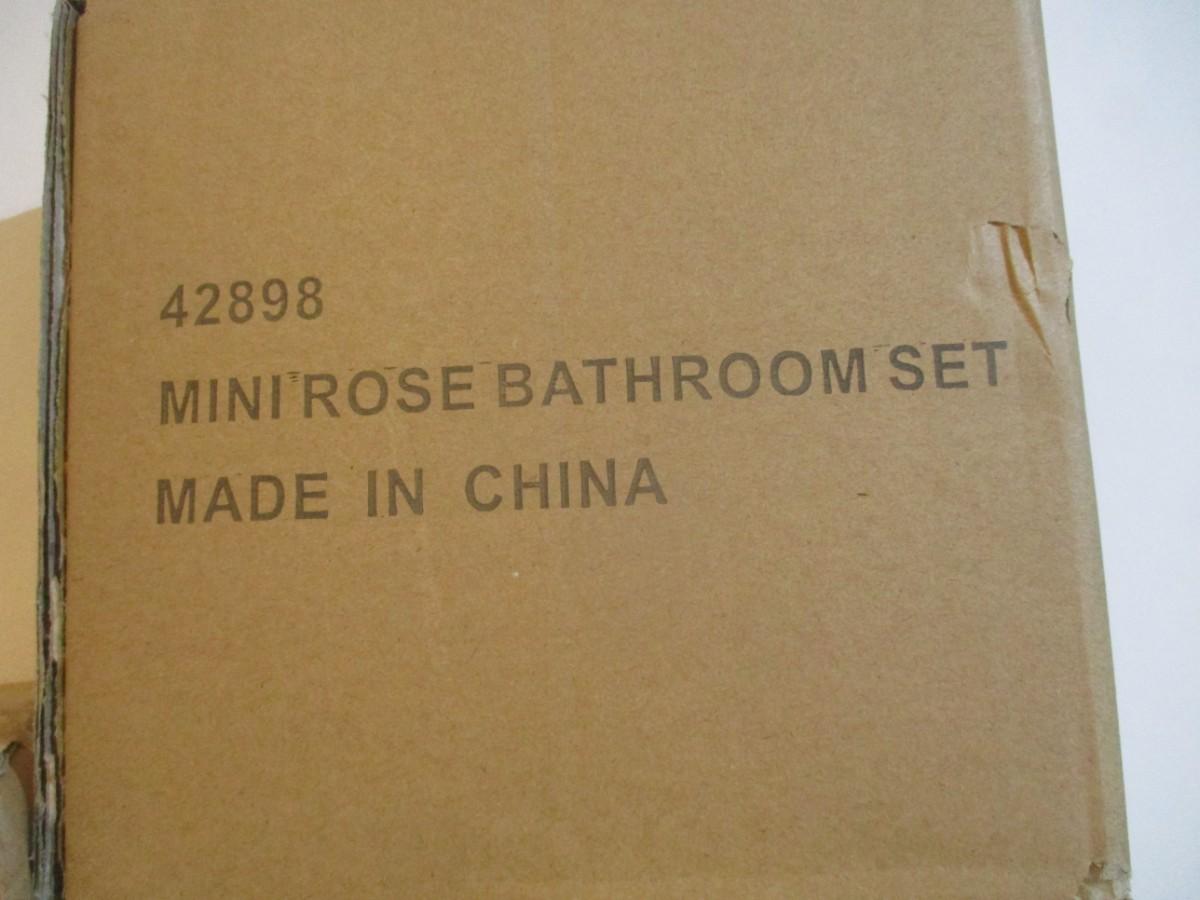 42898
MINI ROSE BATHROOM SET
MADE IN CHINA